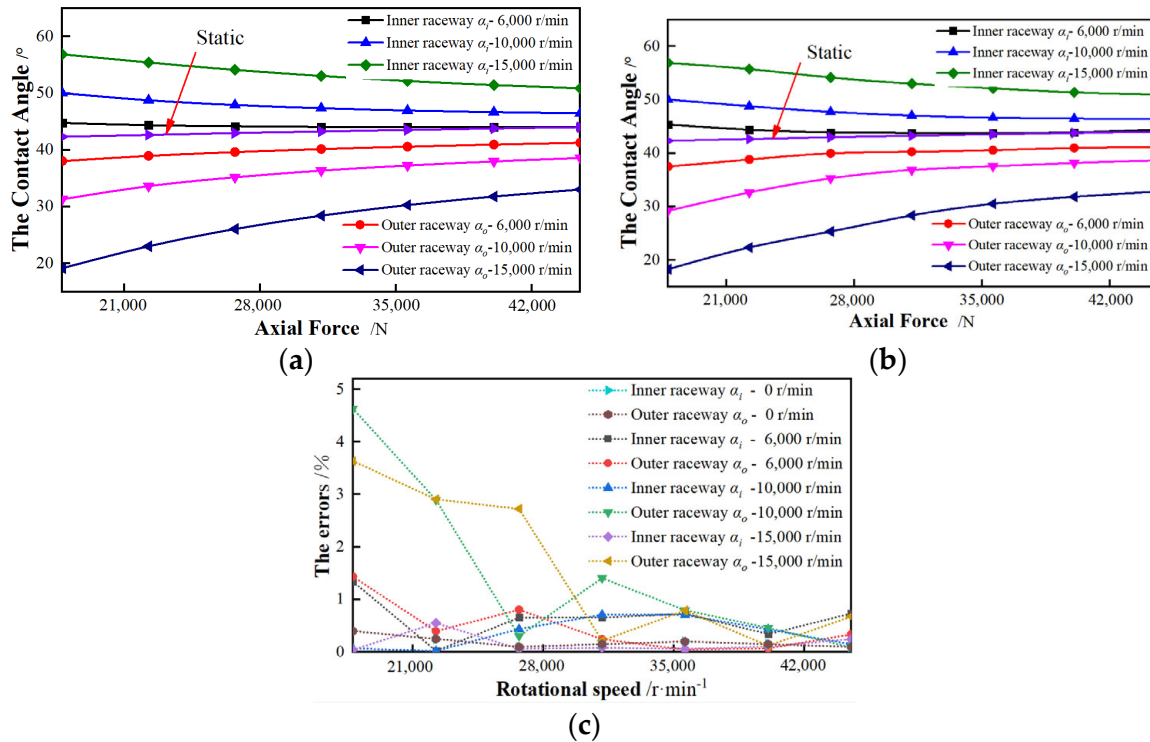 Inner raceway αi- 6,000 r/min
Inner raceway αi-10,000 r/min
Inner raceway αi-15,000 r/min
Static
60
50
40
30
20
The Contact Angle /°
Outer raceway αo- 6,000 r/min
Outer raceway αo-10,000 r/min
Outer raceway αo-15,000 r/min
21,000 28,000 35,000 42,000
Axial Force /N
(a)
Inner raceway αi- 6,000 r/min
Inner raceway αi-10,000 r/min
Inner raceway αi-15,000 r/min
Static
60
50
40
30
20
The Contact Angle /°
Outer raceway αo- 6,000 r/min
Outer raceway αo-10,000 r/min
Outer raceway αo-15,000 r/min
21,000 28,000 35,000 42,000
Axial Force /N
(b)
5
4
3
2
1
0
The errors /%
Inner raceway αi - 0 r/min
Outer raceway αo - 0 r/min
Inner raceway αi - 6,000 r/min
Outer raceway αo - 6,000 r/min
Inner raceway αi -10,000 r/min
Outer raceway αo -10,000 r/min
Inner raceway αi -15,000 r/min
Outer raceway αo -15,000 r/min
21,000 28,000 35,000 42,000
Rotational speed /r·min⁻¹
(c)